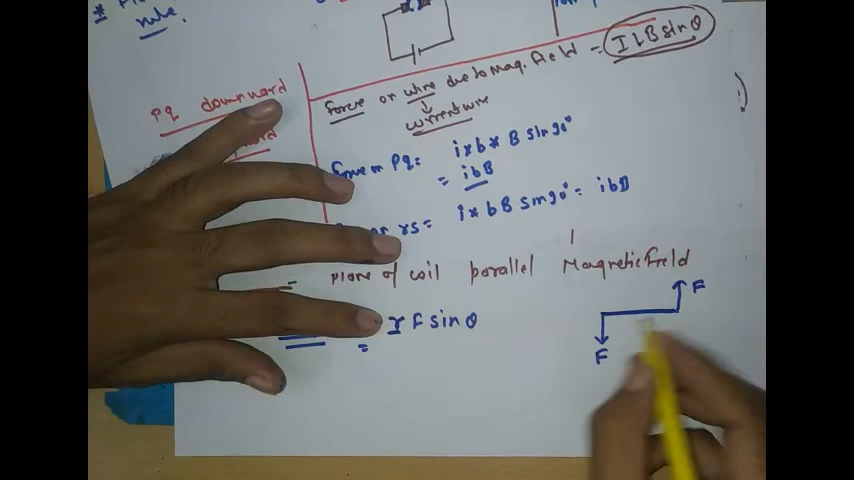 rule.
PQ downward
Force on wire due to Mag. Field = ILB sinθ
current wire
Force on PQ = i*b*B sin90°
= ibB
rs = i*bB sin90° = ibB
= Plane of coil parallel Magnetic Field
r F sinθ
=
F
F